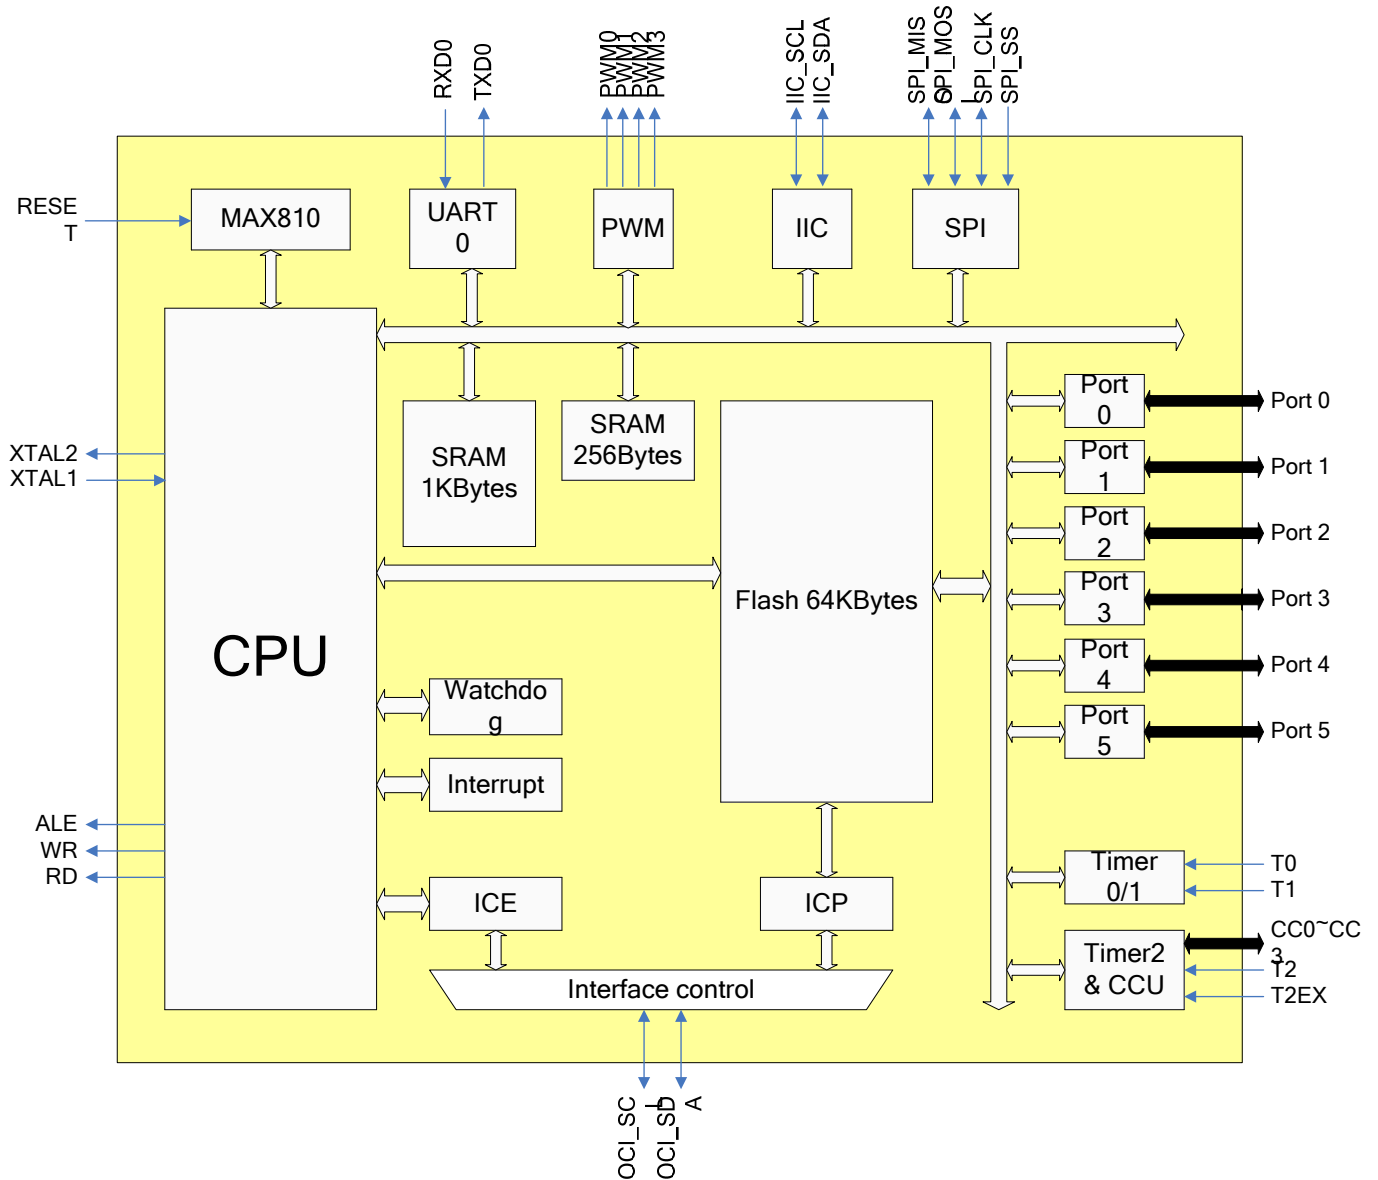 RXD0
TXD0
PWM0
PWM1
PWM2
PWM3
IIC_SCL
IIC_SDA
SPI_MIS
O
SPI_MOS
I
SPI_CLK
SPI_SS
RESE
T
MAX810
UART
0
PWM
IIC
SPI
XTAL2
XTAL1
CPU
SRAM
1KBytes
SRAM
256Bytes
Flash 64KBytes
Port
0
Port 0
Port
1
Port 1
Port
2
Port 2
Port
3
Port 3
Port
4
Port 4
Port
5
Port 5
Watchdo
g
Interrupt
ALE
WR
RD
ICE
ICP
Timer
0/1
T0
T1
Timer2
& CCU
CC0~CC
3
T2
T2EX
Interface control
OCI_SC
L
OCI_SD
A